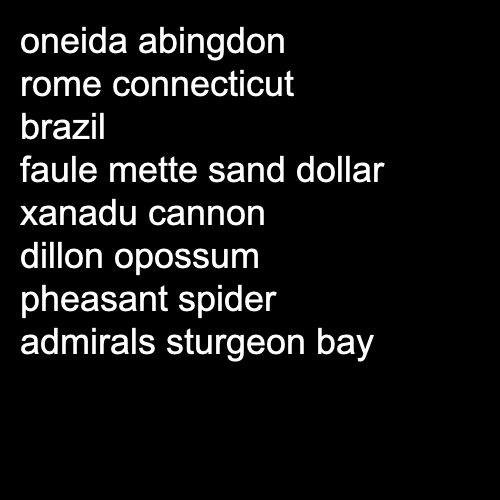 oneida abingdon
rome connecticut
brazil
faule mette sand dollar
xanadu cannon
dillon opossum
pheasant spider
admirals sturgeon bay